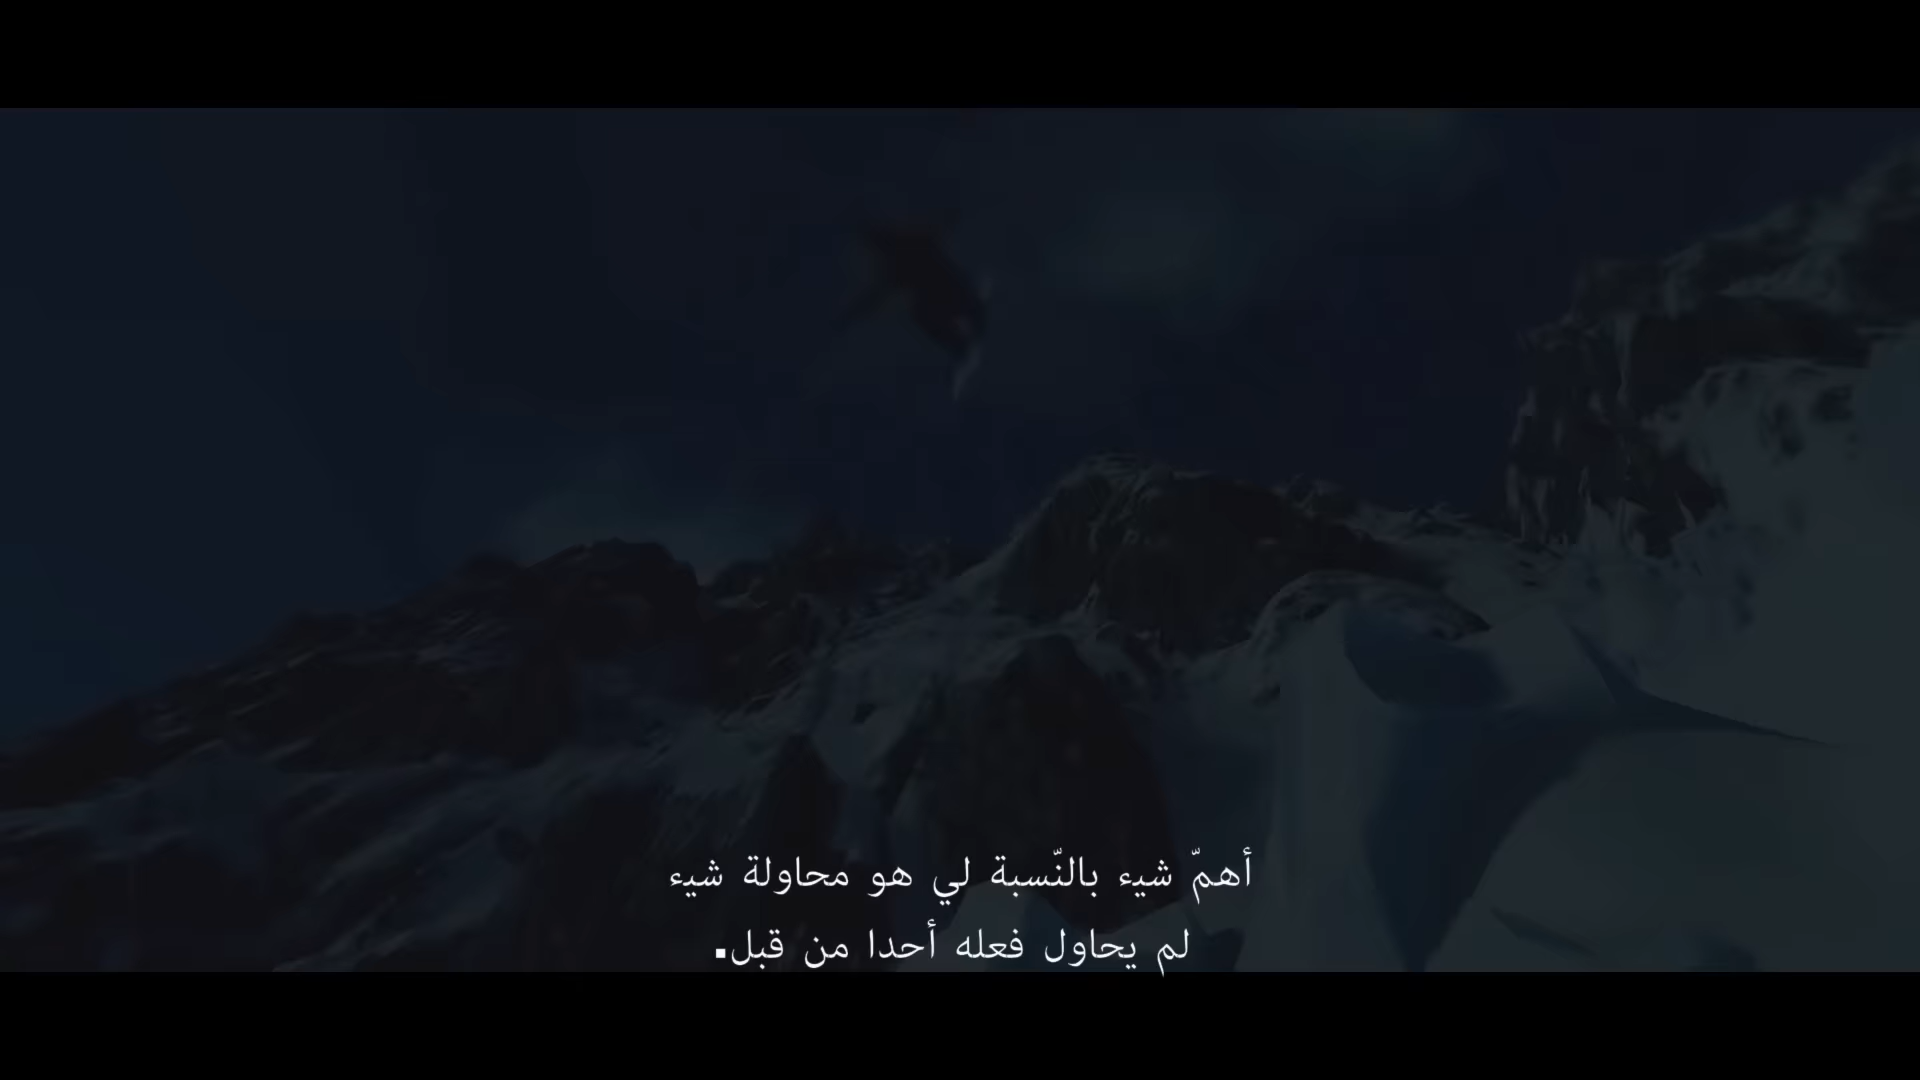 أهمّ شيء بالنّسبة لي هو محاولة شيء
لم يحاول فعله أحدا من قبل.